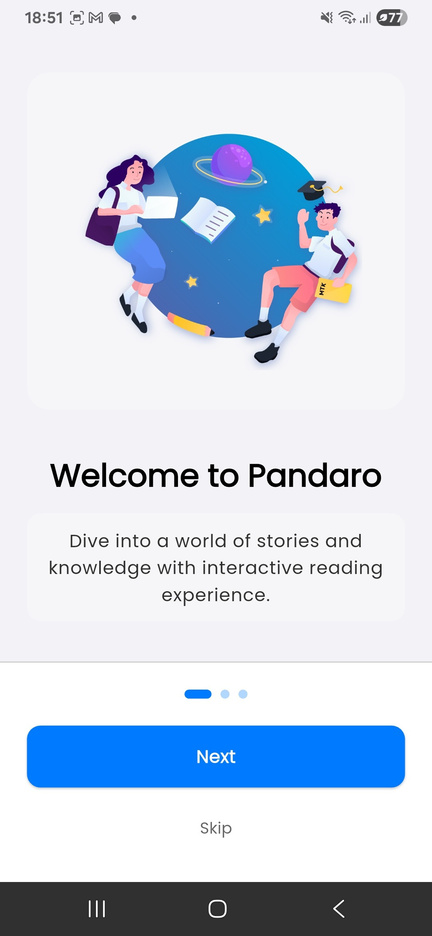 18:51
77
MTK
Welcome to Pandaro
Dive into a world of stories and
knowledge with interactive reading
experience.
Next
Skip